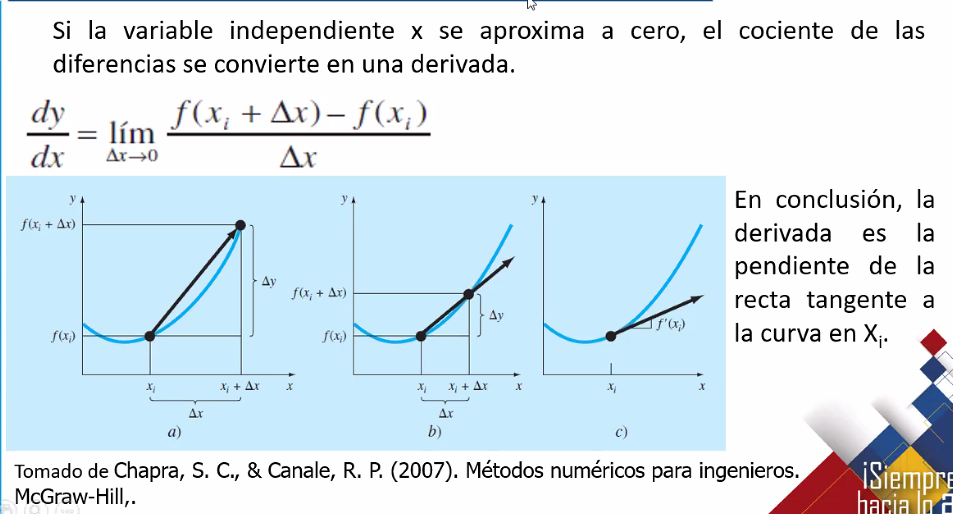 Si la variable independiente x se aproxima a cero, el cociente de las
diferencias se convierte en una derivada.
dy/dx = lím Δx→0 f(xᵢ + Δx) – f(xᵢ) / Δx
y
f(xᵢ + Δx)
Δy
f(xᵢ)
xᵢ
xᵢ + Δx
x
Δx
a)
y
f(xᵢ + Δx)
Δy
f(xᵢ)
xᵢ
xᵢ + Δx
x
Δx
b)
y
f'(xᵢ)
xᵢ
x
c)
En conclusión, la
derivada es la
pendiente de la
recta tangente a
la curva en Xᵢ.
Tomado de Chapra, S. C., & Canale, R. P. (2007). Métodos numéricos para ingenieros.
McGraw-Hill,.
¡Siempre
hacia lo a